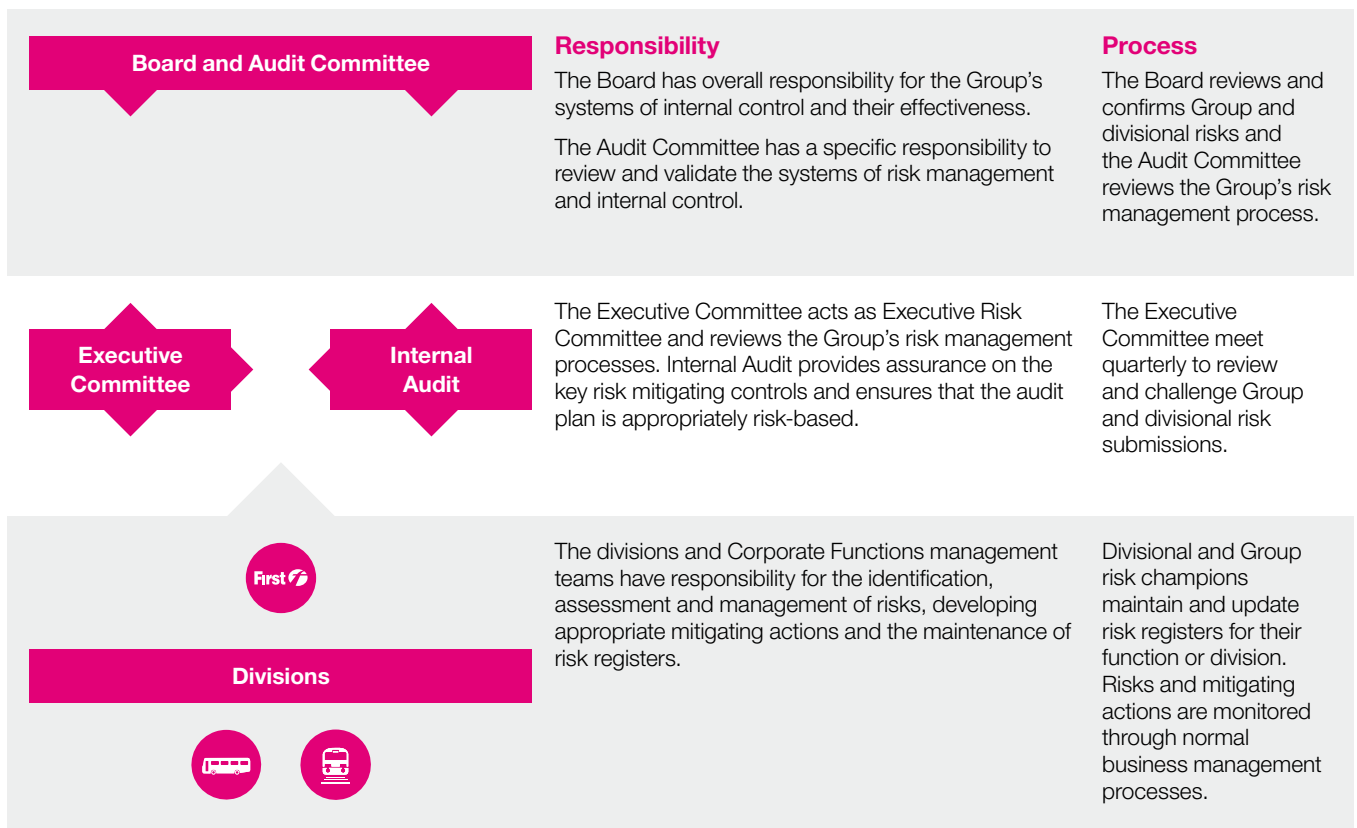 Board and Audit Committee
Responsibility
The Board has overall responsibility for the Group’s
systems of internal control and their effectiveness.
The Audit Committee has a specific responsibility to
review and validate the systems of risk management
and internal control.
Process
The Board reviews and
confirms Group and
divisional risks and
the Audit Committee
reviews the Group’s risk
management process.
Executive
Committee
Internal
Audit
The Executive Committee acts as Executive Risk
Committee and reviews the Group’s risk management
processes. Internal Audit provides assurance on the
key risk mitigating controls and ensures that the audit
plan is appropriately risk-based.
The Executive
Committee meet
quarterly to review
and challenge Group
and divisional risk
submissions.
First
Divisions
The divisions and Corporate Functions management
teams have responsibility for the identification,
assessment and management of risks, developing
appropriate mitigating actions and the maintenance of
risk registers.
Divisional and Group
risk champions
maintain and update
risk registers for their
function or division.
Risks and mitigating
actions are monitored
through normal
business management
processes.